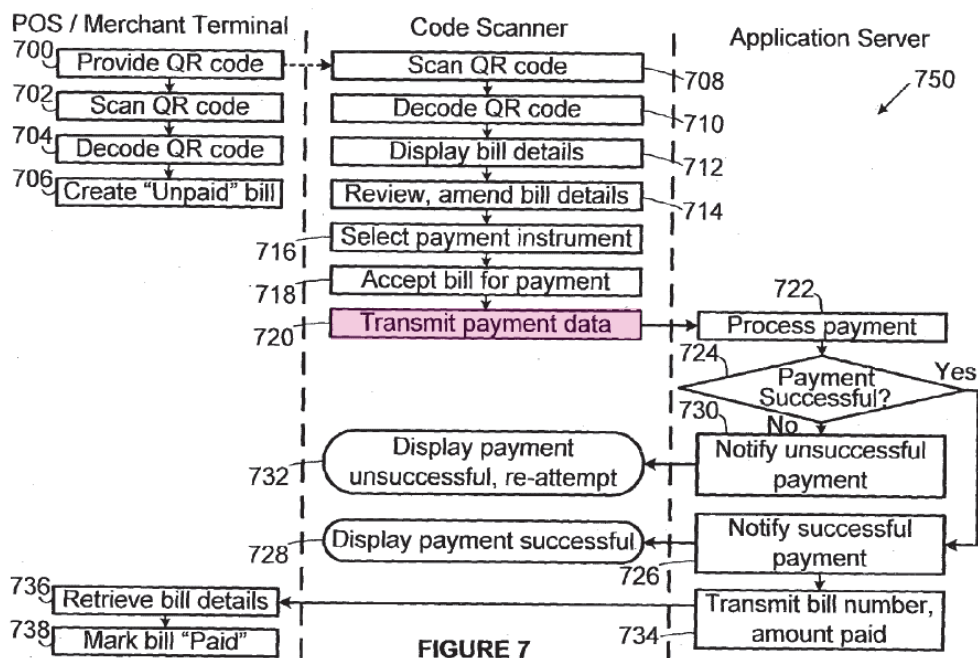 POS / Merchant Terminal
Code Scanner
Application Server
700
Provide QR code
Scan QR code
708
750
702
Scan QR code
Decode QR code
710
704
Decode QR code
Display bill details
712
706
Create "Unpaid" bill
Review, amend bill details
714
716
Select payment instrument
718
Accept bill for payment
722
720
Transmit payment data
Process payment
724
Payment
Successful?
Yes
730
No
732
Display payment
unsuccessful, re-attempt
Notify unsuccessful
payment
728
Display payment successful
Notify successful
payment
726
736
Retrieve bill details
Transmit bill number,
amount paid
734
738
Mark bill "Paid"
FIGURE 7